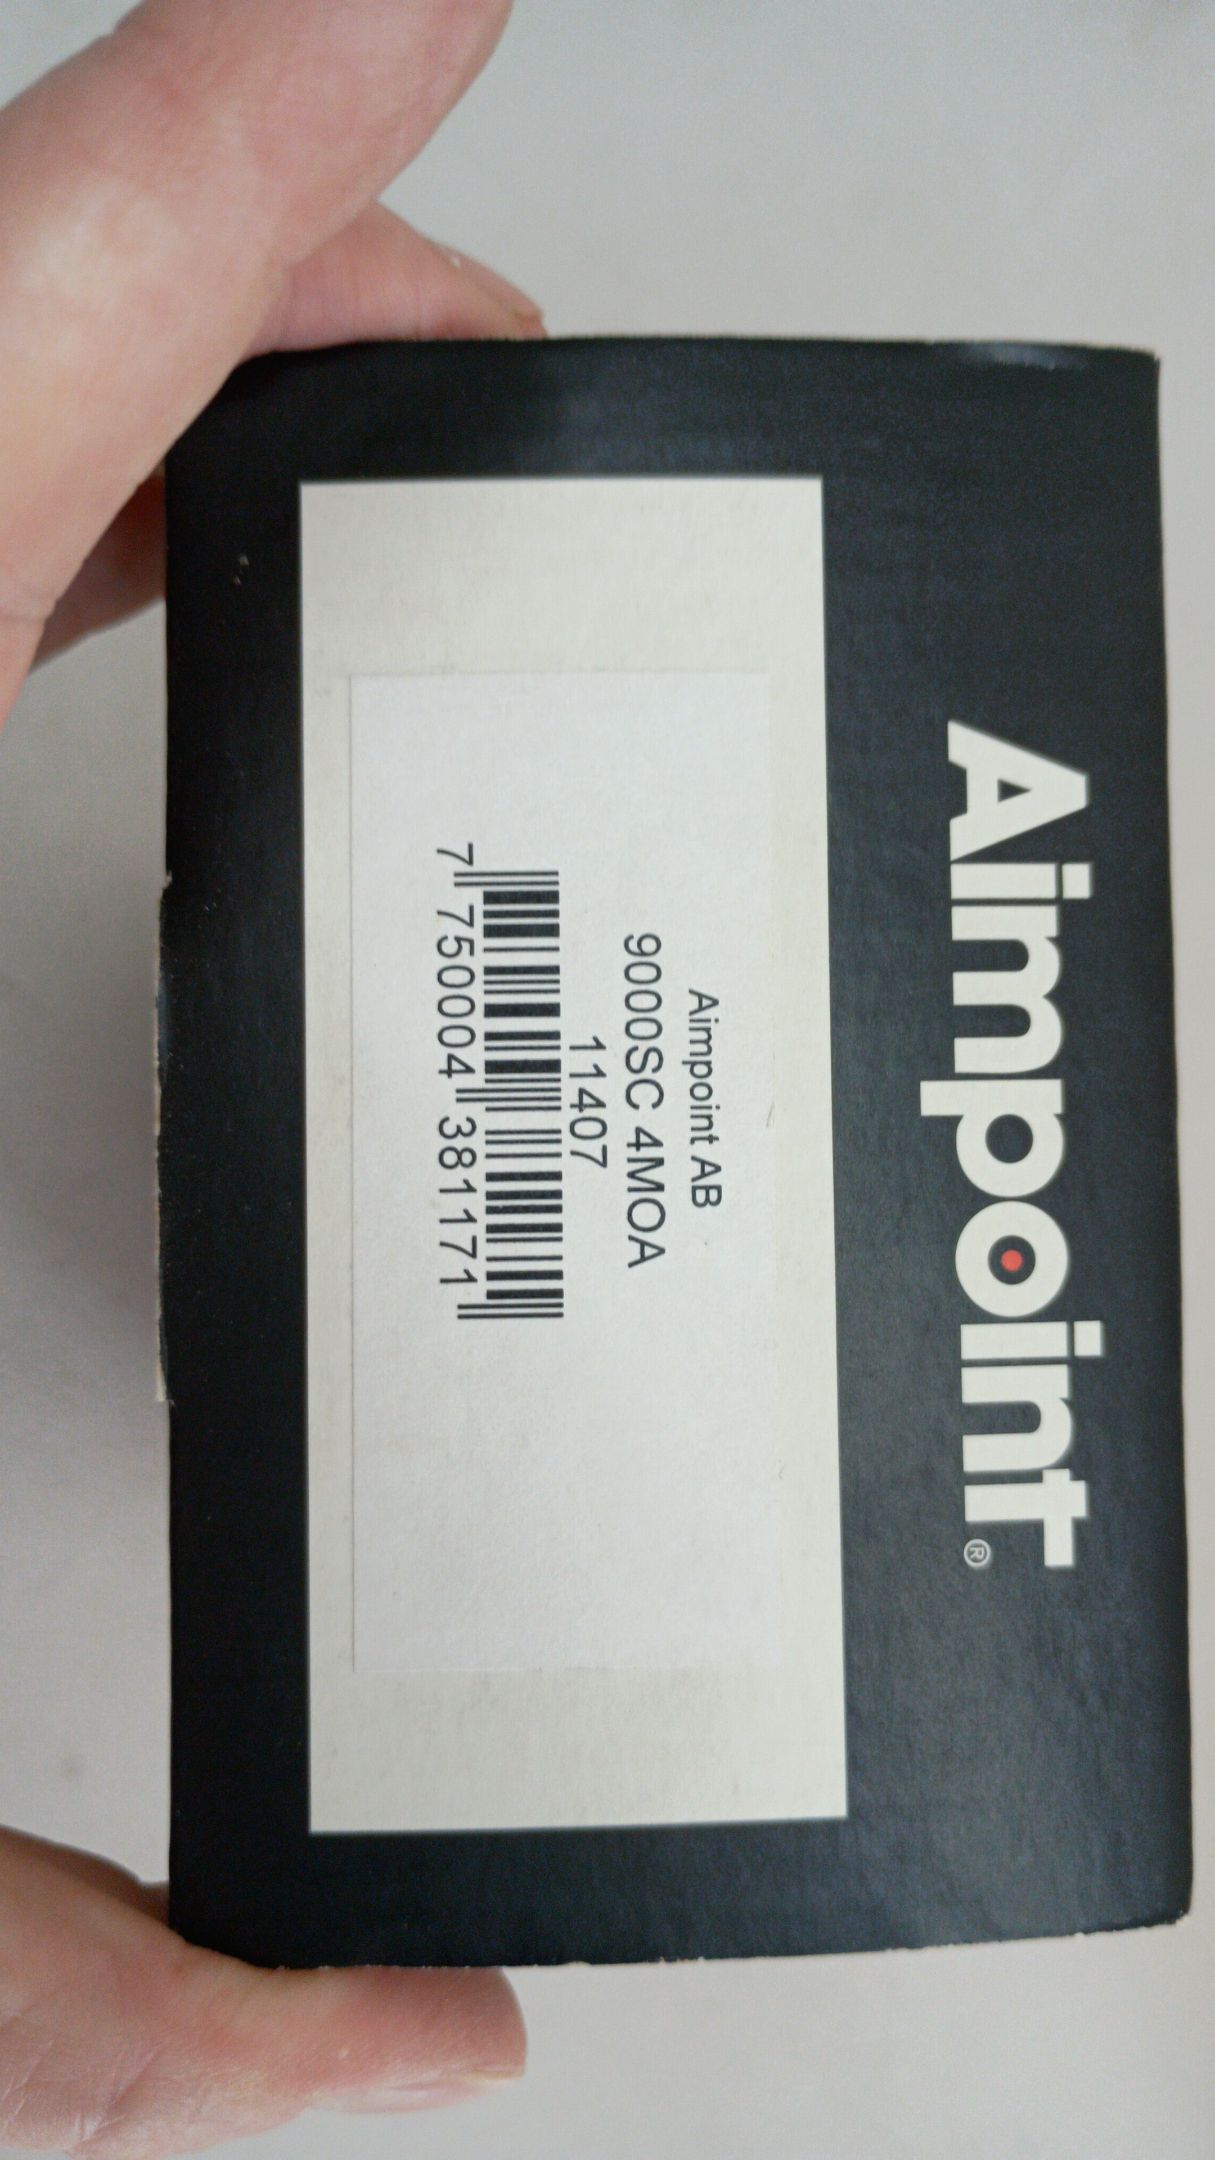 Aimpoint®
Aimpoint AB
9000SC 4MOA
11407
7 750004 381171